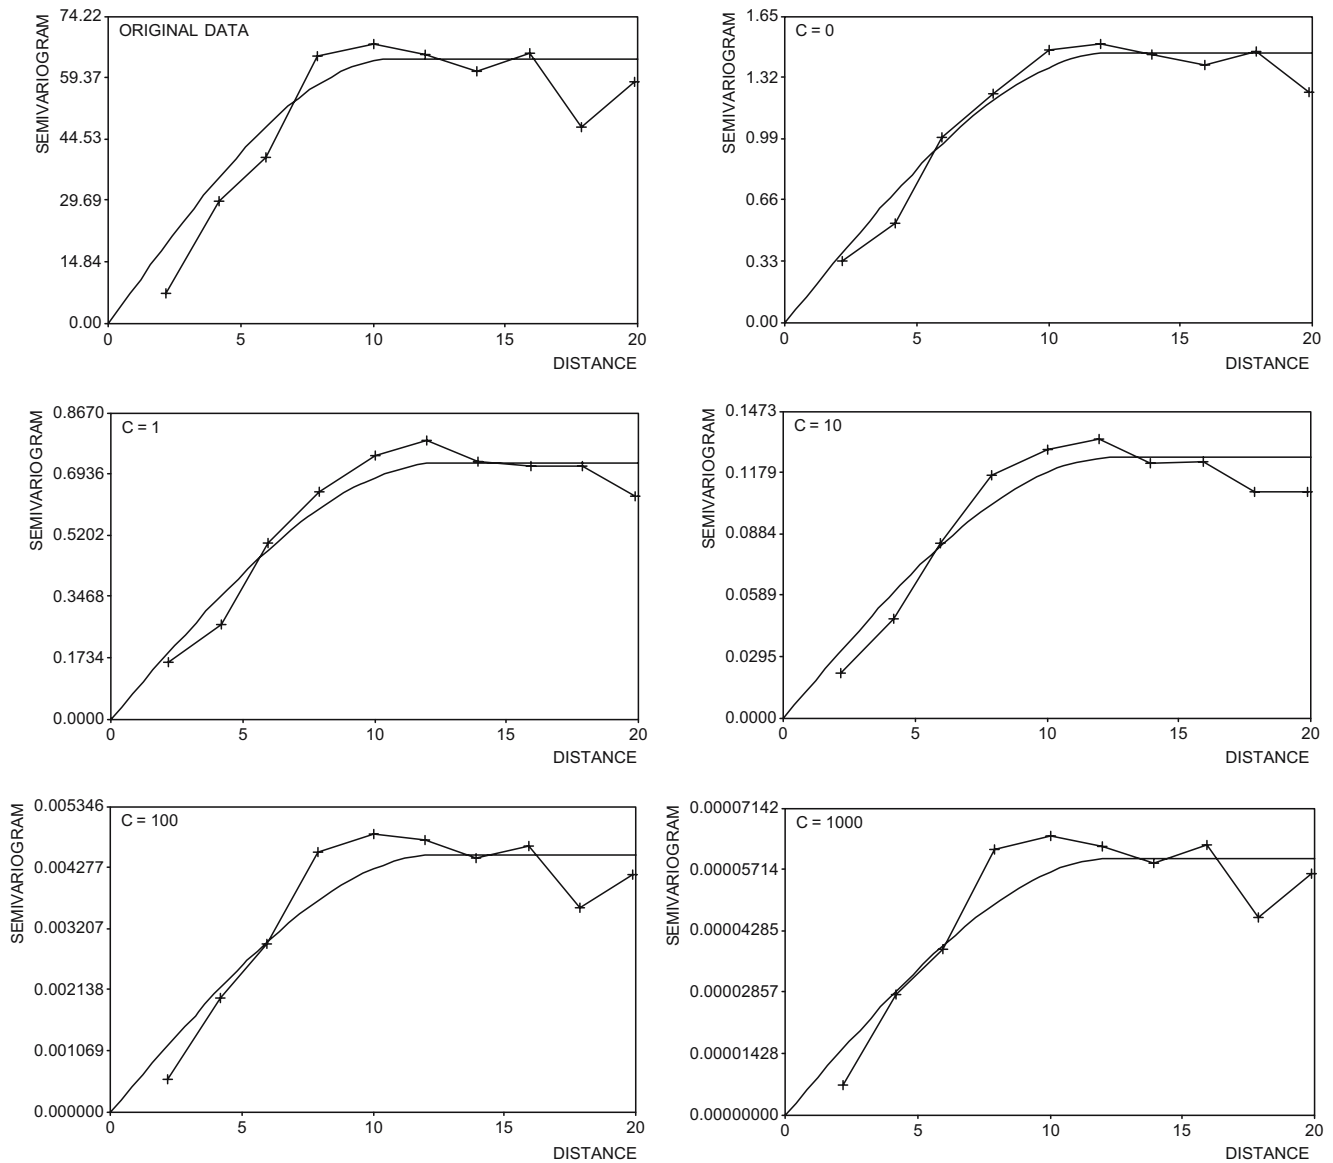 SEMIVARIOGRAM
ORIGINAL DATA
74.22
59.37
44.53
29.69
14.84
0.00
0 5 10 15 20
DISTANCE
SEMIVARIOGRAM
C = 0
1.65
1.32
0.99
0.66
0.33
0.00
0 5 10 15 20
DISTANCE
SEMIVARIOGRAM
C = 1
0.8670
0.6936
0.5202
0.3468
0.1734
0.0000
0 5 10 15 20
DISTANCE
SEMIVARIOGRAM
C = 10
0.1473
0.1179
0.0884
0.0589
0.0295
0.0000
0 5 10 15 20
DISTANCE
SEMIVARIOGRAM
C = 100
0.005346
0.004277
0.003207
0.002138
0.001069
0.000000
0 5 10 15 20
DISTANCE
SEMIVARIOGRAM
C = 1000
0.00007142
0.00005714
0.00004285
0.00002857
0.00001428
0.00000000
0 5 10 15 20
DISTANCE